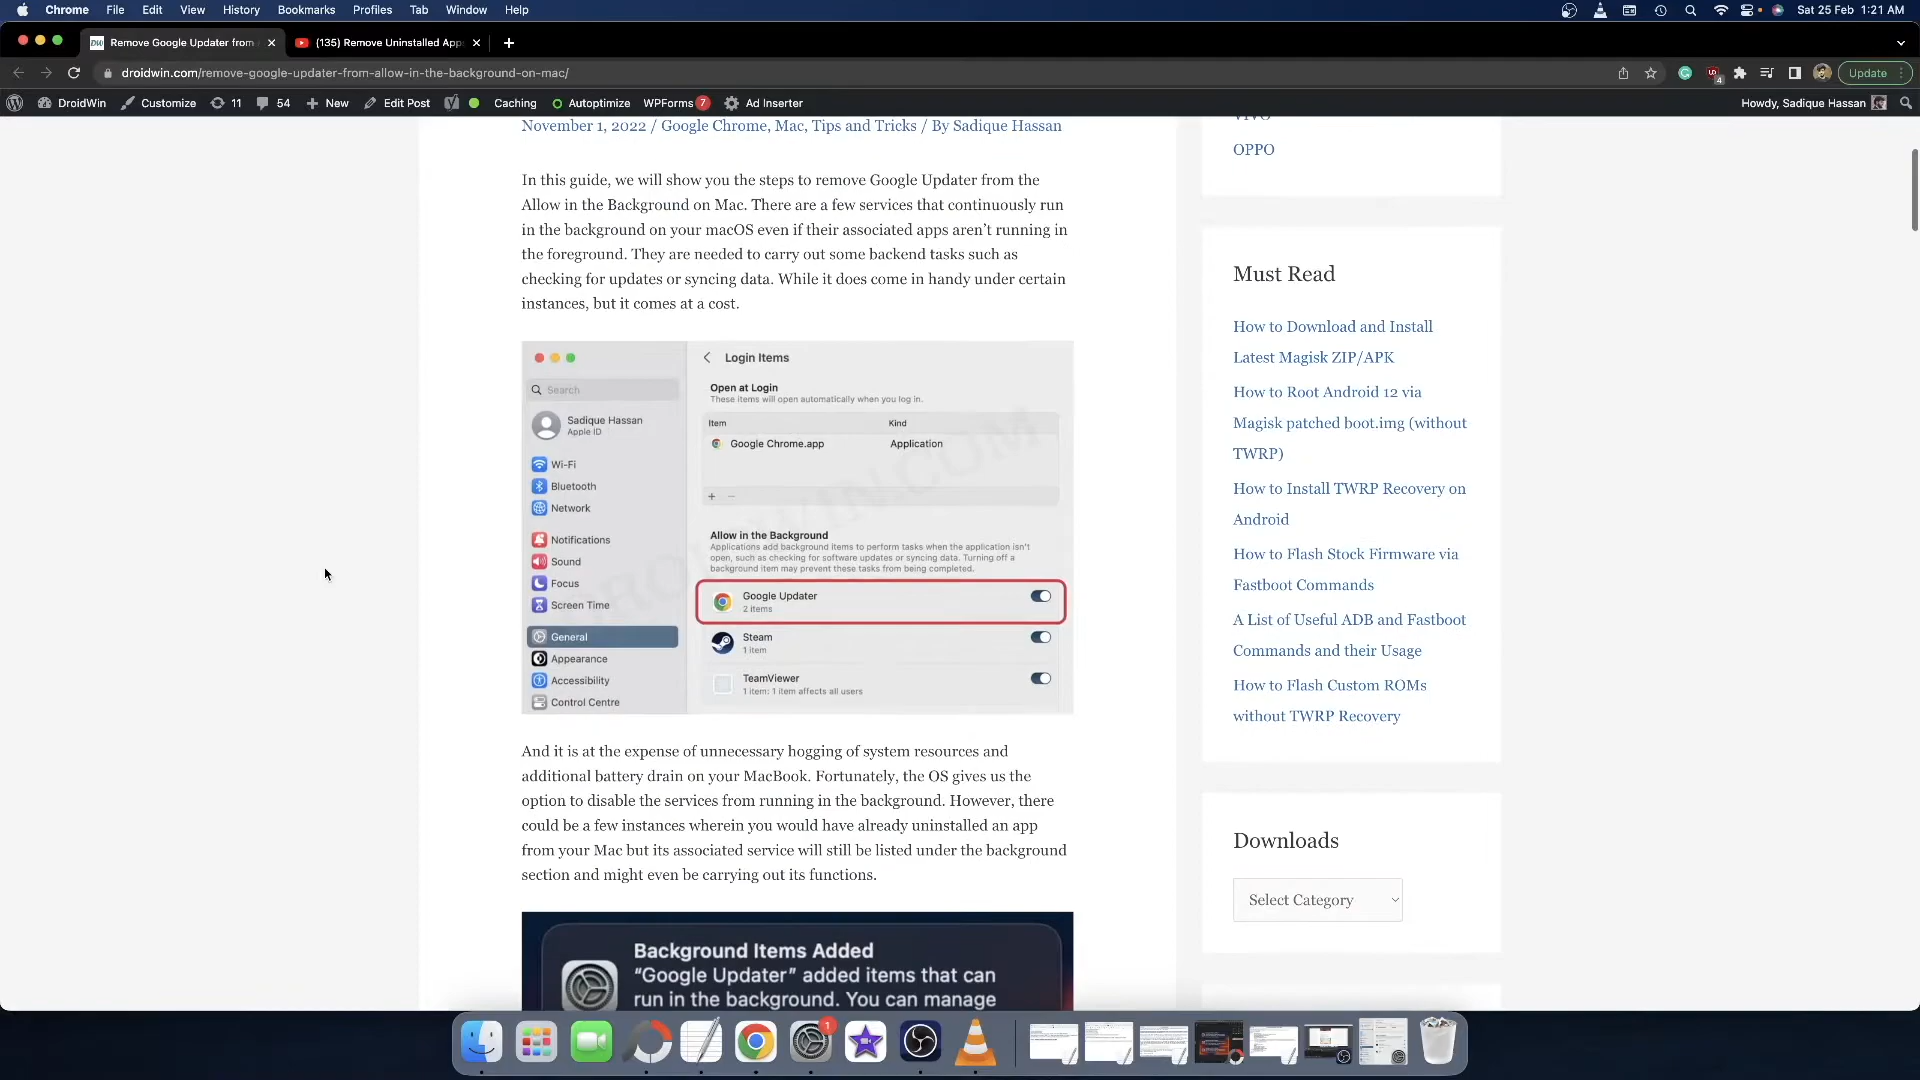 Chrome File Edit View History Bookmarks Profiles Tab Window Help
Sat 25 Feb 1:21 AM
Remove Google Updater from
(135) Remove Uninstalled App
droidwin.com/remove-google-updater-from-allow-in-the-background-on-mac/
4
Update
DroidWin Customize 11 54 New Edit Post Caching Autoptimize WPForms 7 Ad Inserter
Howdy, Sadique Hassan
November 1, 2022 / Google Chrome, Mac, Tips and Tricks / By Sadique Hassan
In this guide, we will show you the steps to remove Google Updater from the
Allow in the Background on Mac. There are a few services that continuously run
in the background on your macOS even if their associated apps aren’t running in
the foreground. They are needed to carry out some backend tasks such as
checking for updates or syncing data. While it does come in handy under certain
instances, but it comes at a cost.
Login Items
Search
Sadique Hassan
Apple ID
Wi-Fi
Bluetooth
Network
Notifications
Sound
Focus
Screen Time
General
Appearance
Accessibility
Control Centre
Open at Login
These items will open automatically when you log in.
Item Kind
Google Chrome.app Application
+ −
Allow in the Background
Applications add background items to perform tasks when the application isn't
open, such as checking for software updates or syncing data. Turning off a
background item may prevent these tasks from being completed.
Google Updater
2 items
Steam
1 item
TeamViewer
1 item: 1 item affects all users
And it is at the expense of unnecessary hogging of system resources and
additional battery drain on your MacBook. Fortunately, the OS gives us the
option to disable the services from running in the background. However, there
could be a few instances wherein you would have already uninstalled an app
from your Mac but its associated service will still be listed under the background
section and might even be carrying out its functions.
Background Items Added
“Google Updater” added items that can
run in the background. You can manage
VIVO
OPPO
Must Read
How to Download and Install
Latest Magisk ZIP/APK
How to Root Android 12 via
Magisk patched boot.img (without
TWRP)
How to Install TWRP Recovery on
Android
How to Flash Stock Firmware via
Fastboot Commands
A List of Useful ADB and Fastboot
Commands and their Usage
How to Flash Custom ROMs
without TWRP Recovery
Downloads
Select Category
1